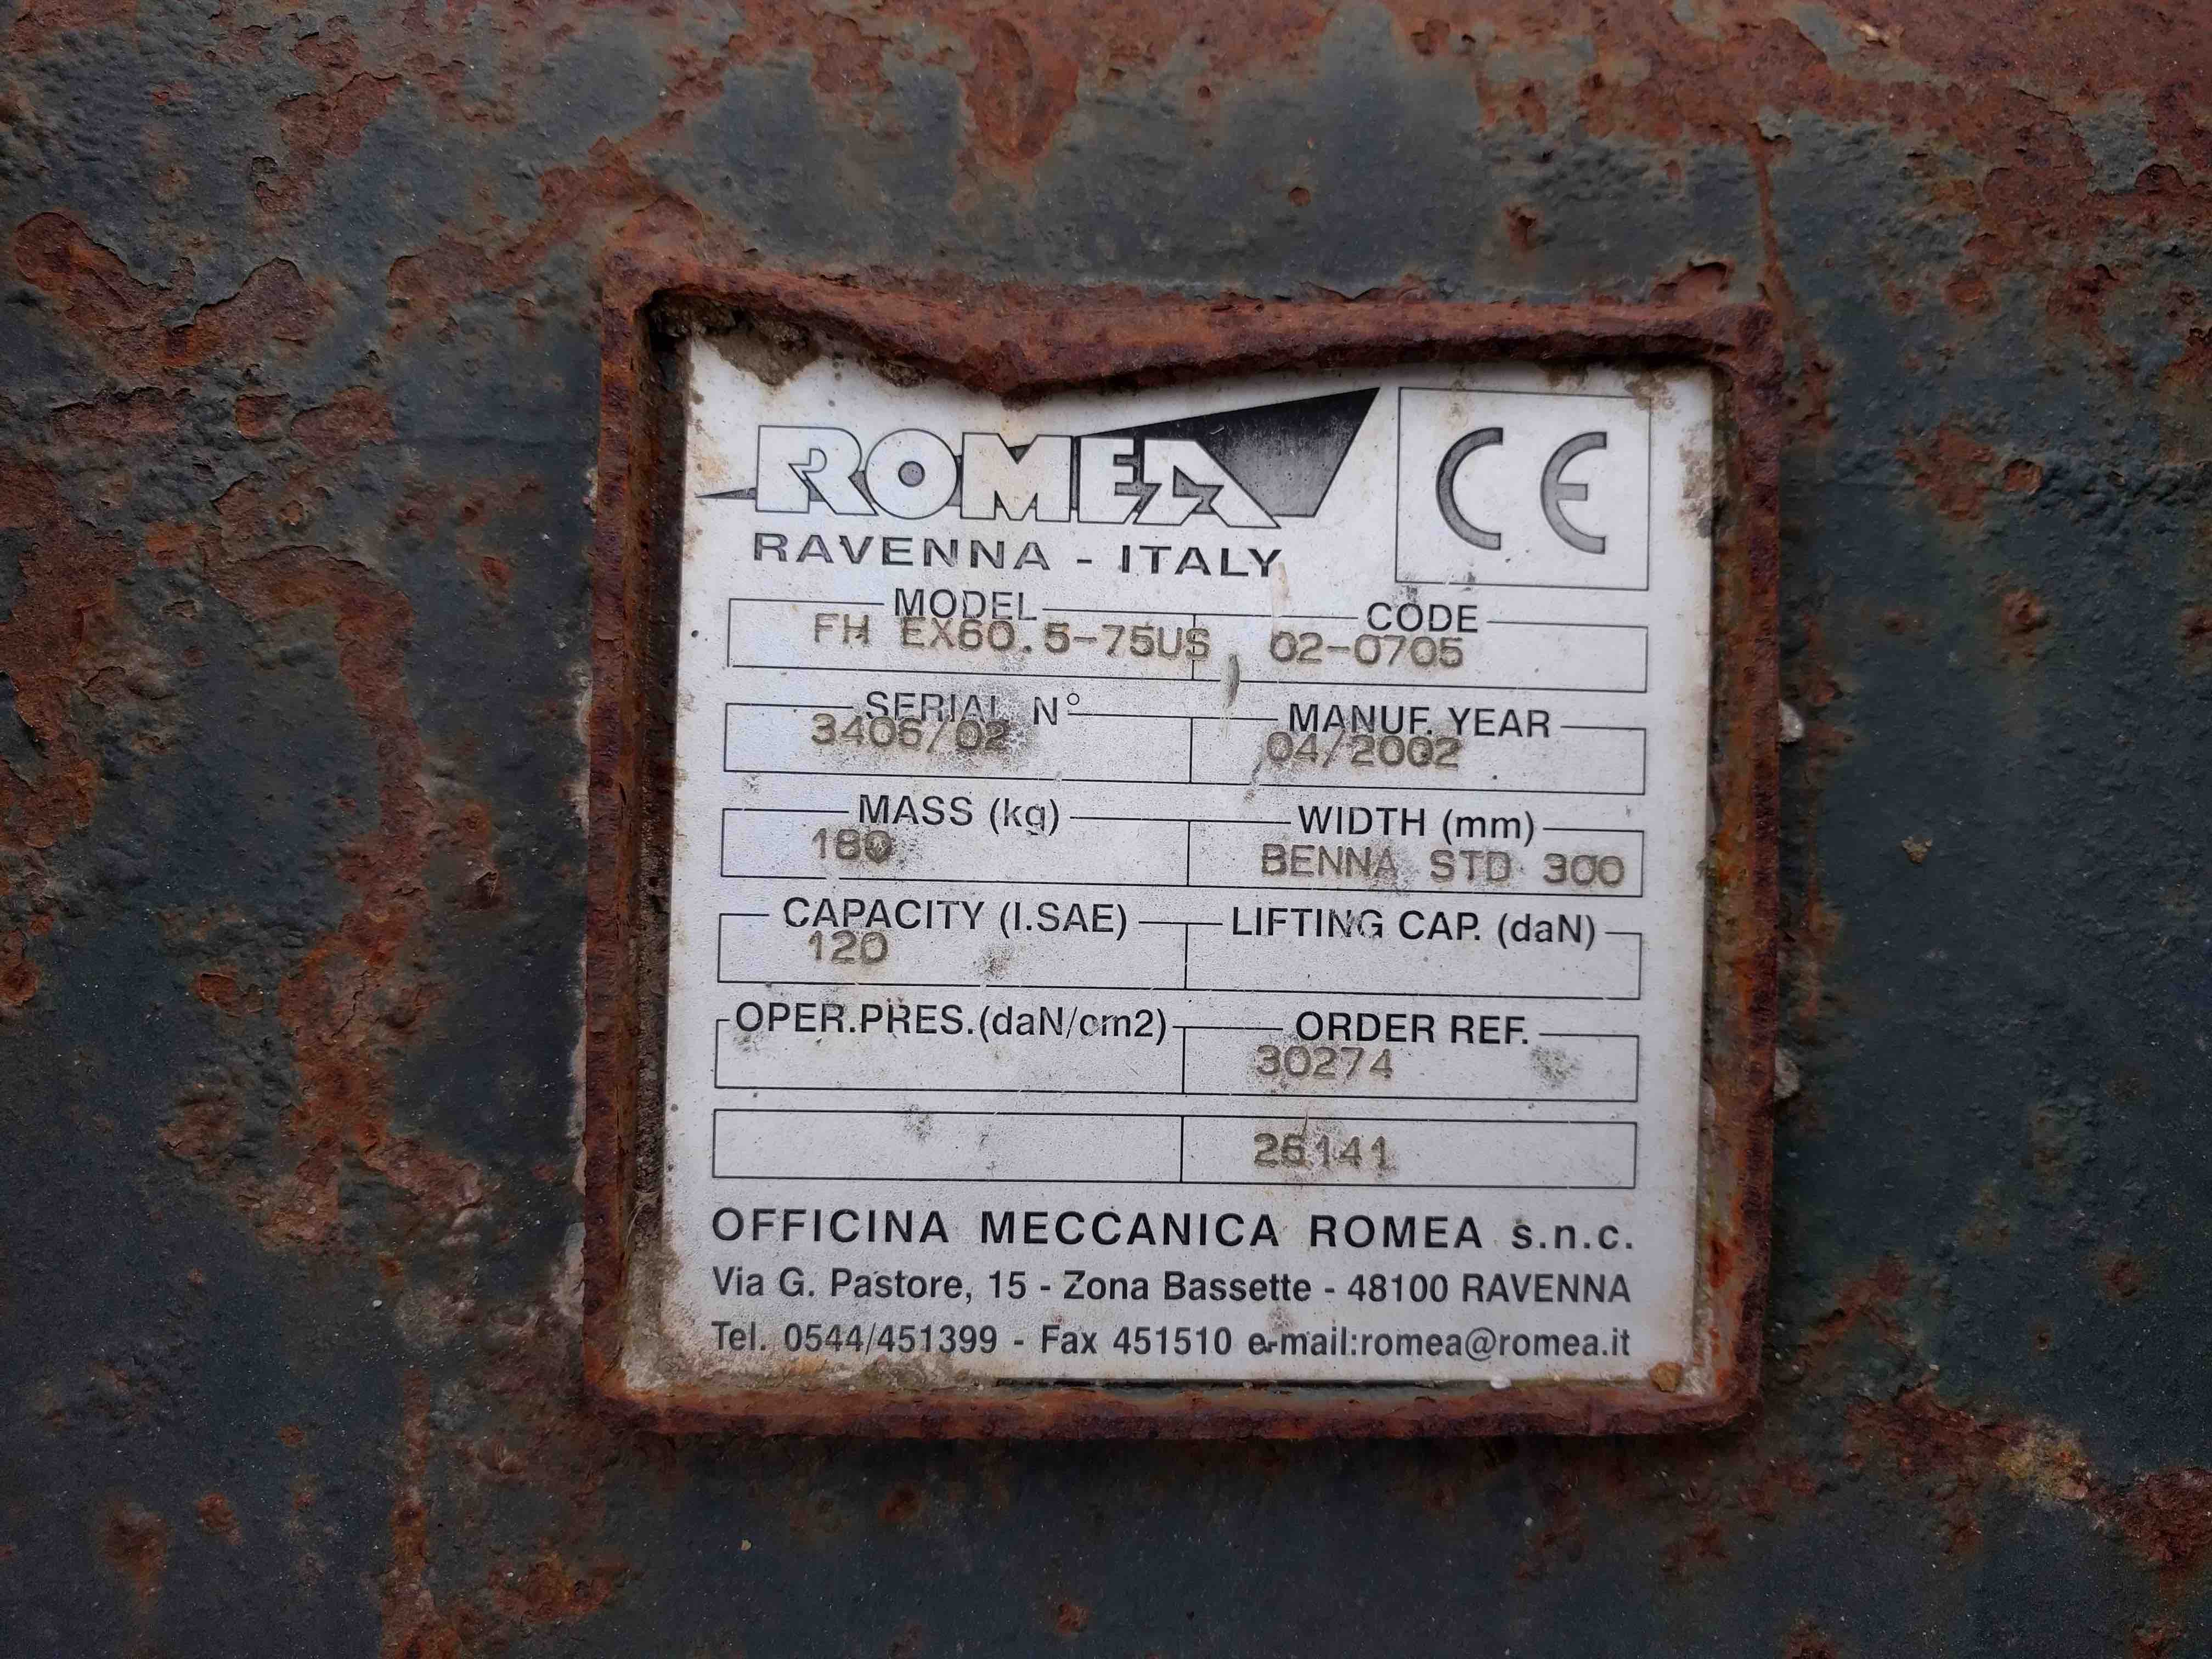 ROMEA
CE
RAVENNA - ITALY
MODEL CODE
FH EX60.5-75US 02-0705
SERIAL N° MANUF. YEAR
3406/02 04/2002
MASS (kg) WIDTH (mm)
180 BENNA STD 300
CAPACITY (l.SAE) LIFTING CAP. (daN)
120
OPER.PRES.(daN/cm2) ORDER REF.
30274
26141
OFFICINA MECCANICA ROMEA s.n.c.
Via G. Pastore, 15 - Zona Bassette - 48100 RAVENNA
Tel. 0544/451399 - Fax 451510 e-mail:romea@romea.it